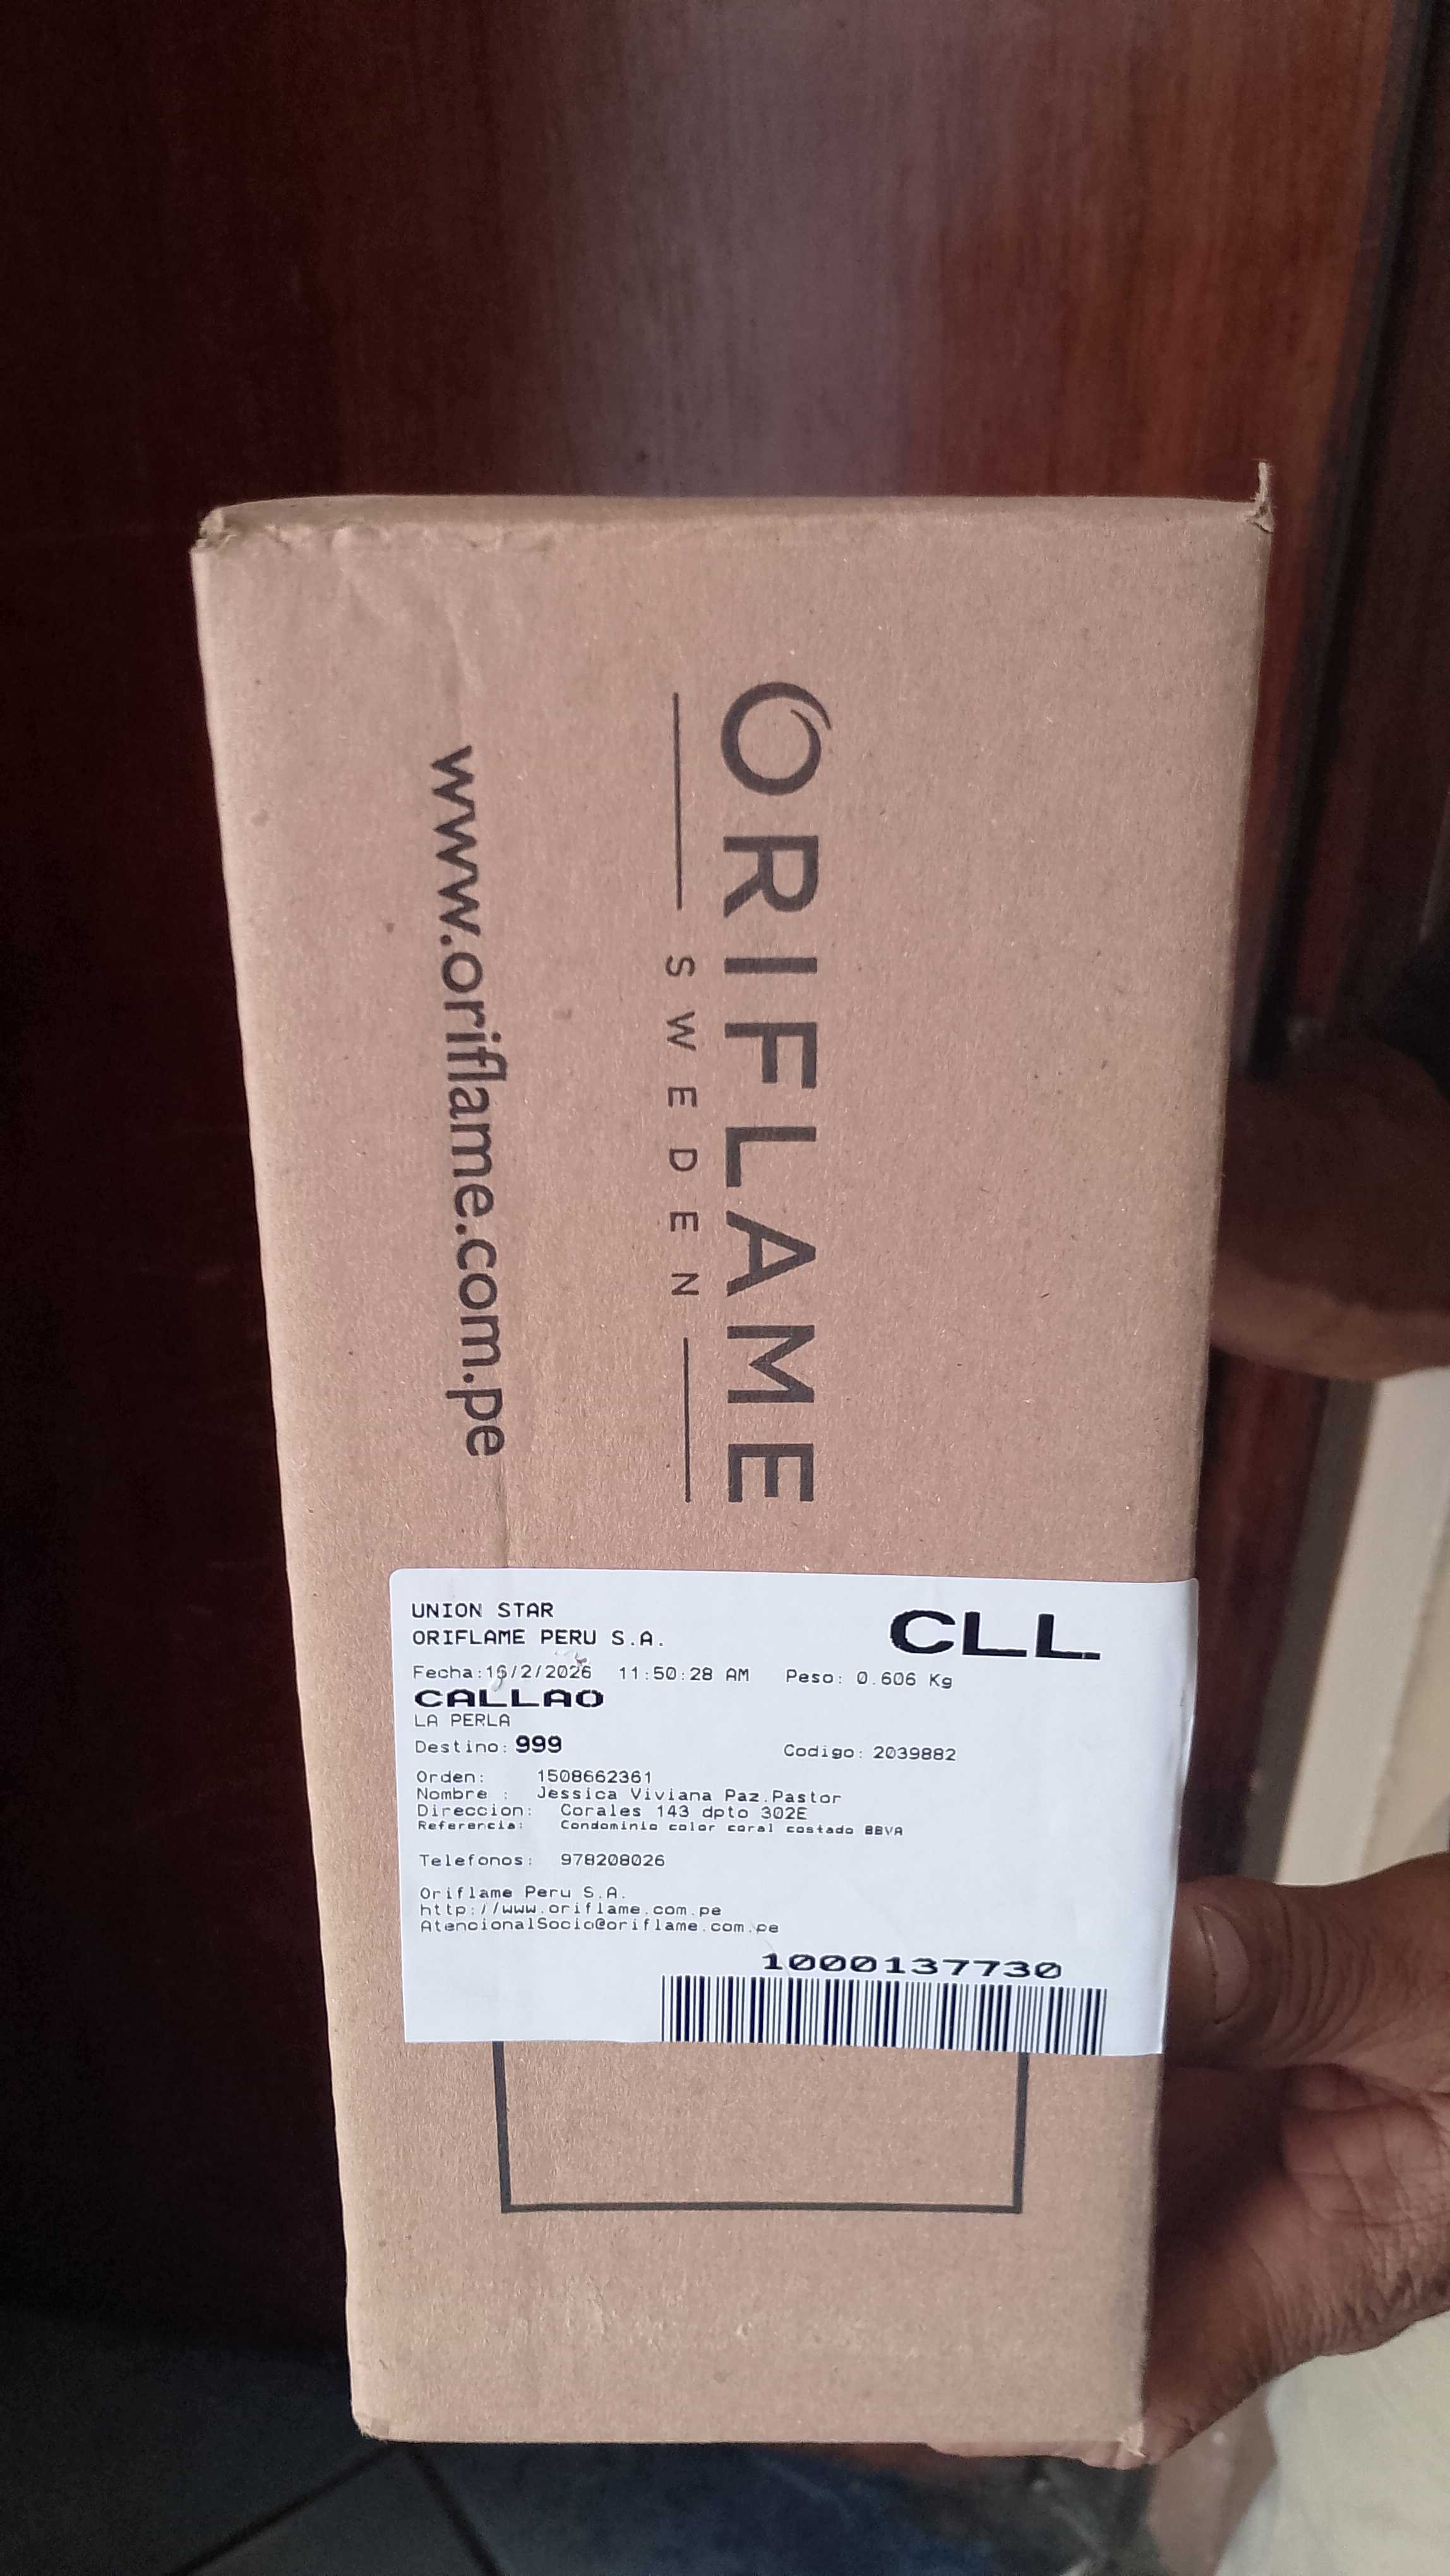 ORIFLAME
SWEDEN
www.oriflame.com.pe
UNION STAR
CLL
ORIFLAME PERU S.A.
Fecha: 11:50:28 AM Peso: 0.606 Kg
CALLAO
LA PERLA
Destino: 999 Codigo: 2039882
Orden: 1508662361
Nombre : Jessica Viviana Paz.Pastor
Direccion: Corales 143 dpto 302E
Referencia: Condominio color coral costado BBVA
Telefonos: 978208026
Oriflame Peru S.A.
http://www.oriflame.com.pe
AtencionalSocio@oriflame.com.pe
1000137730